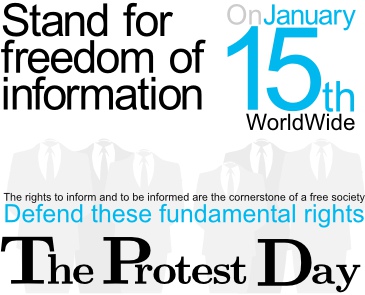 Stand for
freedom of
information
On January
15th
WorldWide
The rights to inform and to be informed are the cornerstone of a free society
Defend these fundamental rights
The Protest Day